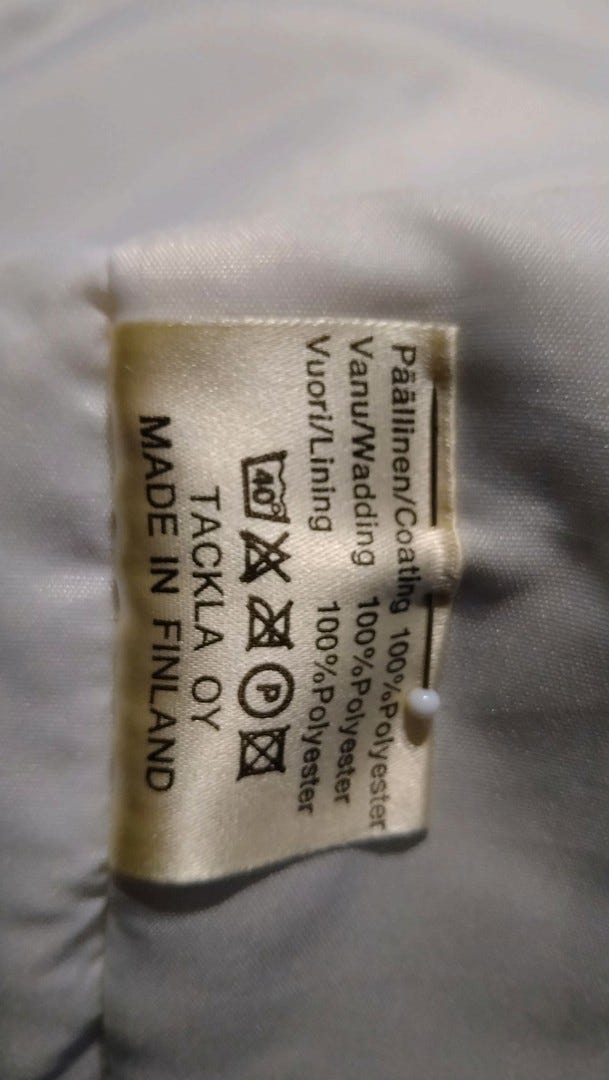 Päällinen/Coating 100%Polyester
Vanu/Wadding 100%Polyester
Vuori/Lining 100%Polyester
40° P
TACKLA OY
MADE IN FINLAND